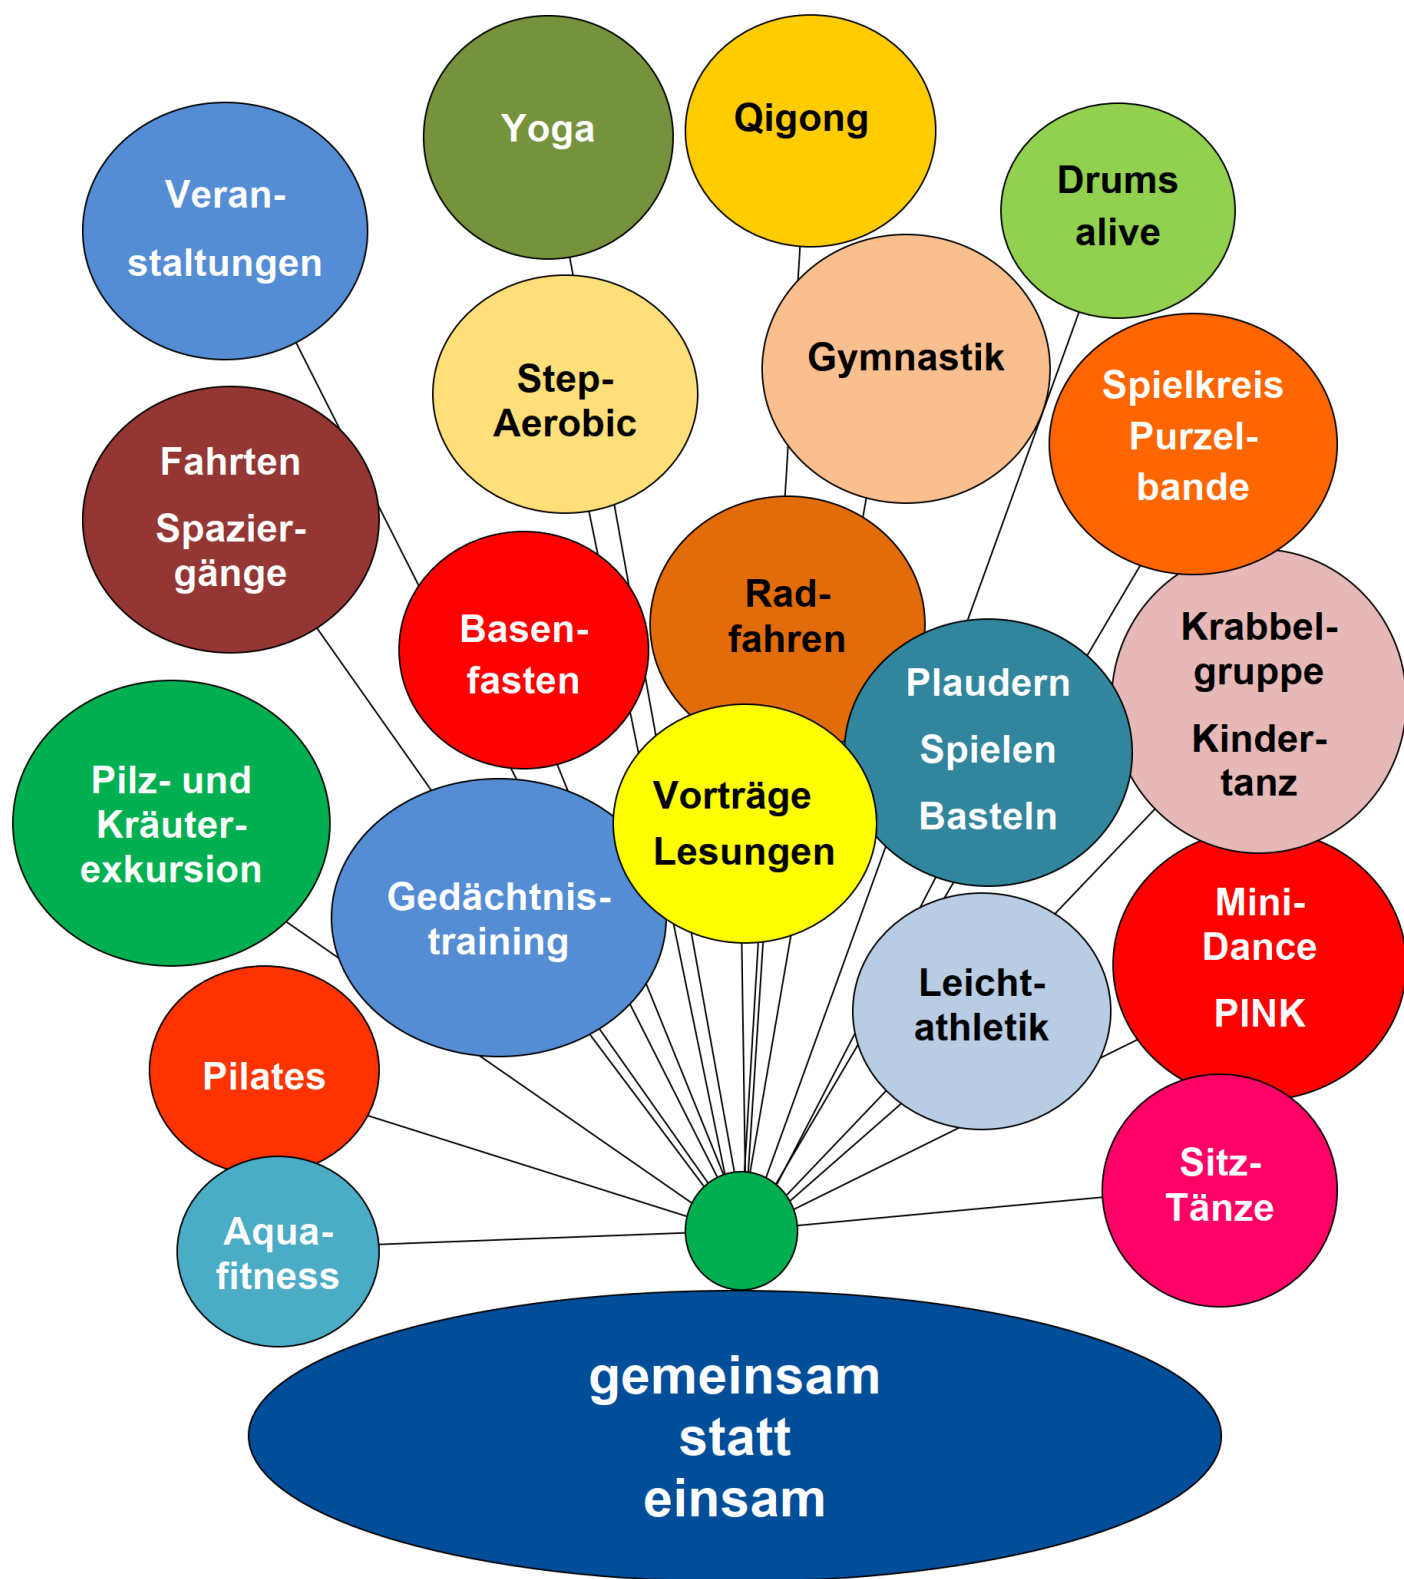 Yoga
Qigong
Veran-
staltungen
Drums
alive
Step-
Aerobic
Gymnastik
Spielkreis
Purzel-
bande
Fahrten
Spazier-
gänge
Basen-
fasten
Rad-
fahren
Krabbel-
gruppe
Kinder-
tanz
Plaudern
Spielen
Basteln
Pilz- und
Kräuter-
exkursion
Vorträge
Lesungen
Gedächtnis-
training
Mini-
Dance
PINK
Leicht-
athletik
Pilates
Sitz-
Tänze
Aqua-
fitness
gemeinsam
statt
einsam